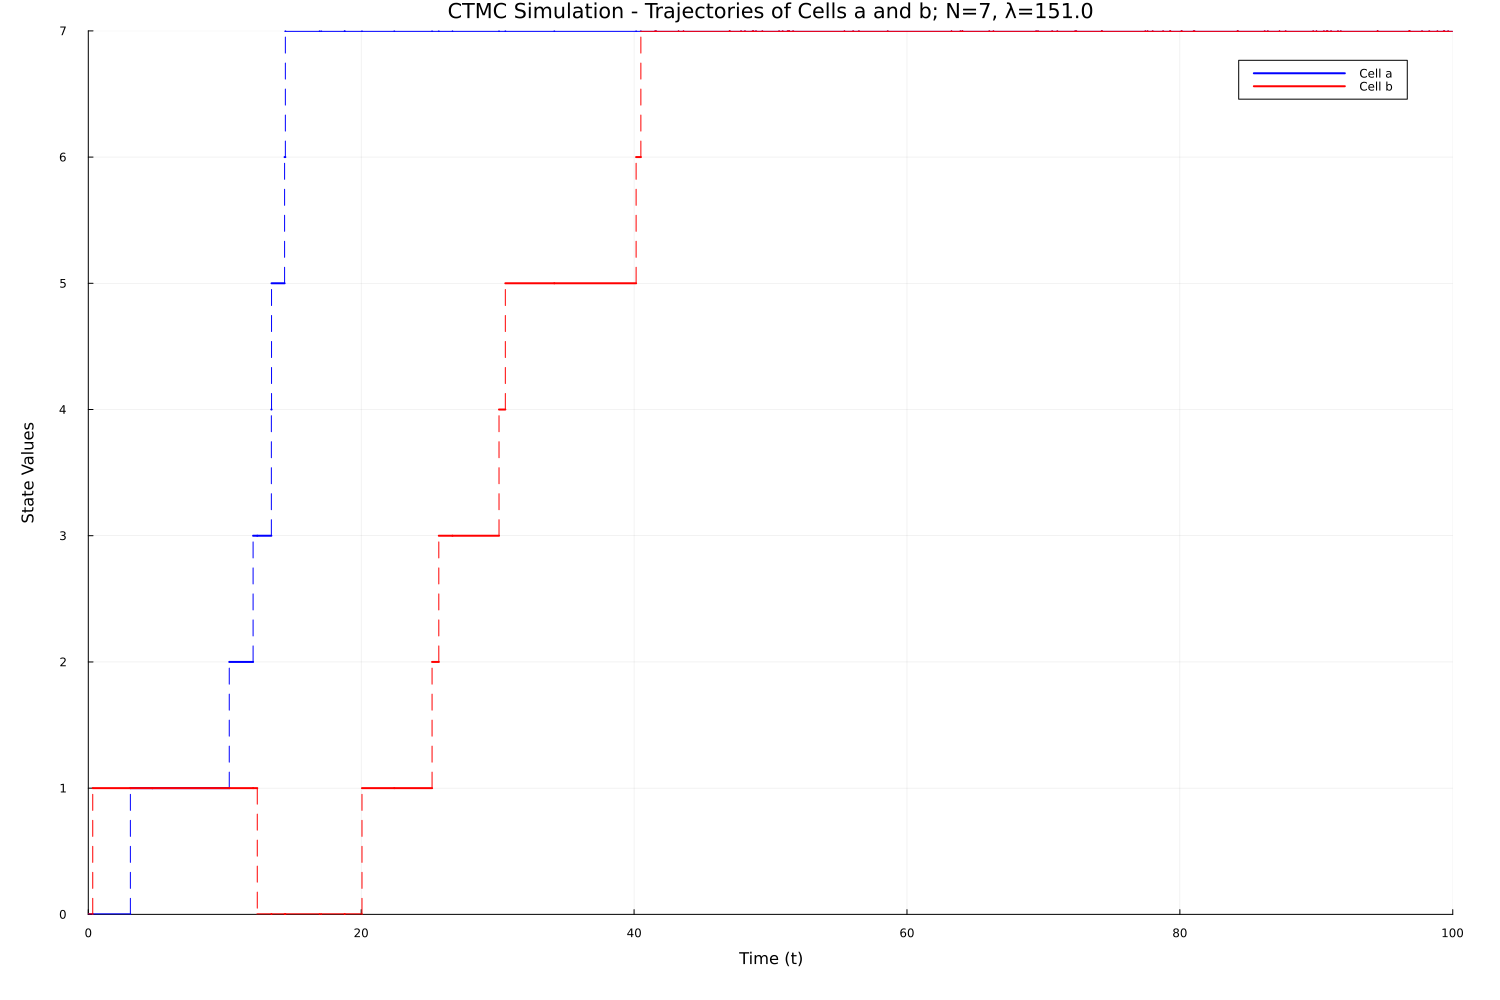 CTMC Simulation - Trajectories of Cells a and b; N=7, λ=151.0
7
6
5
4
3
2
1
0
State Values
Cell a
Cell b
0 20 40 60 80 100
Time (t)